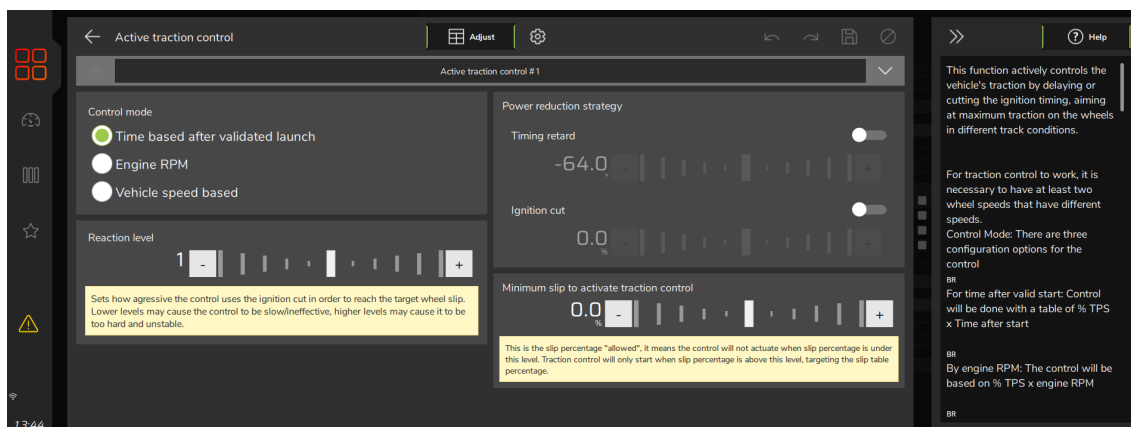 Active traction control
Adjust
Help
Active traction control #1
Control mode
Time based after validated launch
Engine RPM
Vehicle speed based
Reaction level
1
-
+
Sets how agressive the control uses the ignition cut in order to reach the target wheel slip.
Lower levels may cause the control to be slow/ineffective, higher levels may cause it to be
too hard and unstable.
Power reduction strategy
Timing retard
-64.0
°
-
+
Ignition cut
0.0
%
-
+
Minimum slip to activate traction control
0.0
%
-
+
This is the slip percentage "allowed", it means the control will not actuate when slip percentage is under
this level. Traction control will only start when slip percentage is above this level, targeting the slip table
percentage.
This function actively controls the
vehicle's traction by delaying or
cutting the ignition timing, aiming
at maximum traction on the wheels
in different track conditions.
For traction control to work, it is
necessary to have at least two
wheel speeds that have different
speeds.
Control Mode: There are three
configuration options for the
control
BR
For time after valid start: Control
will be done with a table of % TPS
x Time after start
BR
By engine RPM: The control will be
based on % TPS x engine RPM
BR
13:44